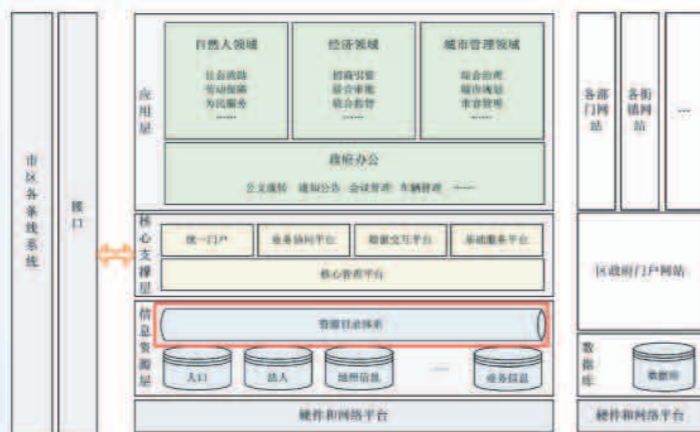 市区各条线系统
接口
应用层
自然人领域
社会救助
劳动保障
为民服务
……
经济领域
招商引资
联合审批
联合监管
……
城市管理领域
综合治理
城市规划
市容管理
……
政府办公
公文流转 通知公告 会议管理 车辆管理 ……
核心支撑层
统一门户
业务协同平台
数据交互平台
基础服务平台
核心管理平台
信息资源层
资源目录体系
人口
法人
地理信息
……
业务信息
硬件和网络平台
各部门网站
各街镇网站
…
区政府门户网站
数据库
数据库
硬件和网络平台